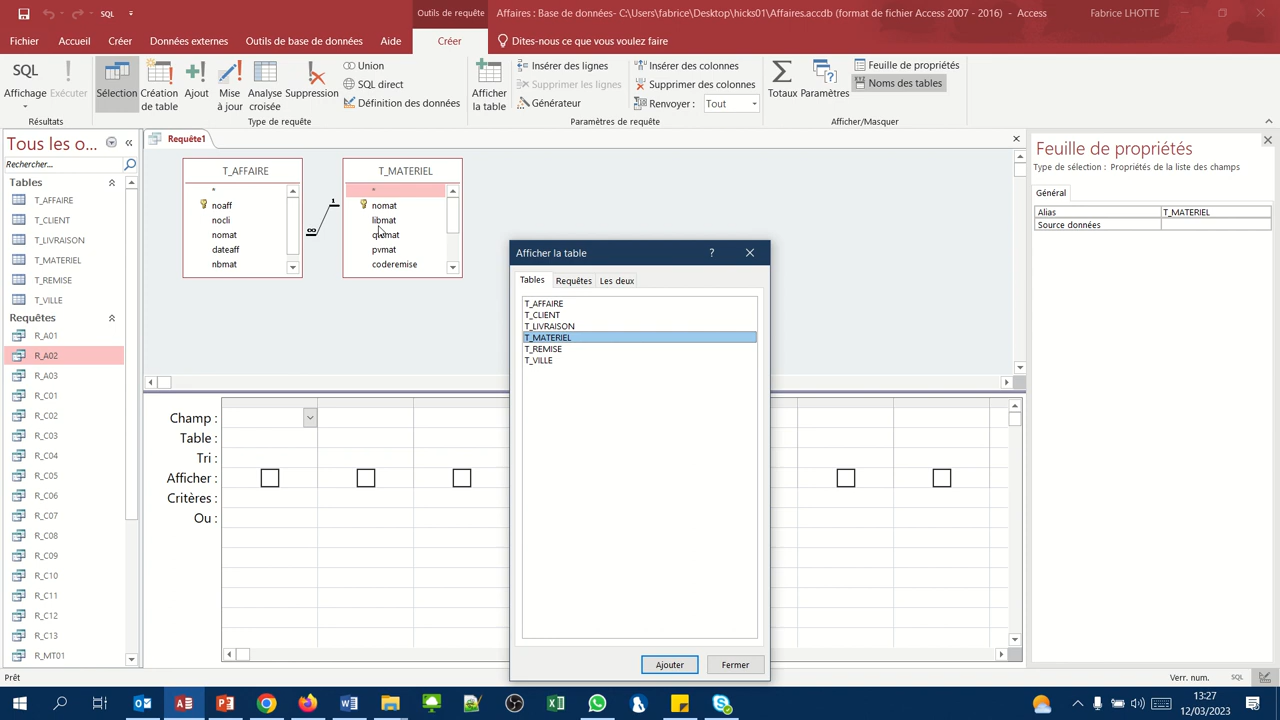 Outils de requête
Affaires : Base de données- C:\Users\fabrice\Desktop\hicks01\Affaires.accdb (format de fichier Access 2007 - 2016) - Access
Fabrice LHOTTE
SQL
Fichier
Accueil
Créer
Données externes
Outils de base de données
Aide
Créer
Dites-nous ce que vous voulez faire
SQL
Affichage
Exécuter
Résultats
Sélection
Création de table
Ajout
Mise à jour
Analyse croisée
Suppression
Union
SQL direct
Définition des données
Type de requête
Afficher la table
Insérer des lignes
Supprimer les lignes
Générateur
Insérer des colonnes
Supprimer des colonnes
Renvoyer :
Tout
Paramètres de requête
Totaux
Paramètres
Feuille de propriétés
Noms des tables
Afficher/Masquer
Tous les o...
Rechercher...
Tables
T_AFFAIRE
T_CLIENT
T_LIVRAISON
T_MATERIEL
T_REMISE
T_VILLE
Requêtes
R_A01
R_A02
R_A03
R_C01
R_C02
R_C03
R_C04
R_C05
R_C06
R_C07
R_C08
R_C09
R_C10
R_C11
R_C12
R_C13
R_MT01
Requête1
T_AFFAIRE
*
noaff
nocli
nomat
dateaff
nbmat
∞
1
T_MATERIEL
*
nomat
libmat
pvmat
coderemise
Champ :
Table :
Tri :
Afficher :
Critères :
Ou :
Afficher la table
?
Tables
Requêtes
Les deux
T_AFFAIRE
T_CLIENT
T_LIVRAISON
T_MATERIEL
T_REMISE
T_VILLE
Ajouter
Fermer
Feuille de propriétés
Type de sélection : Propriétés de la liste des champs
Général
Alias
T_MATERIEL
Source données
Prêt
Verr. num.
SQL
13:27
12/03/2023